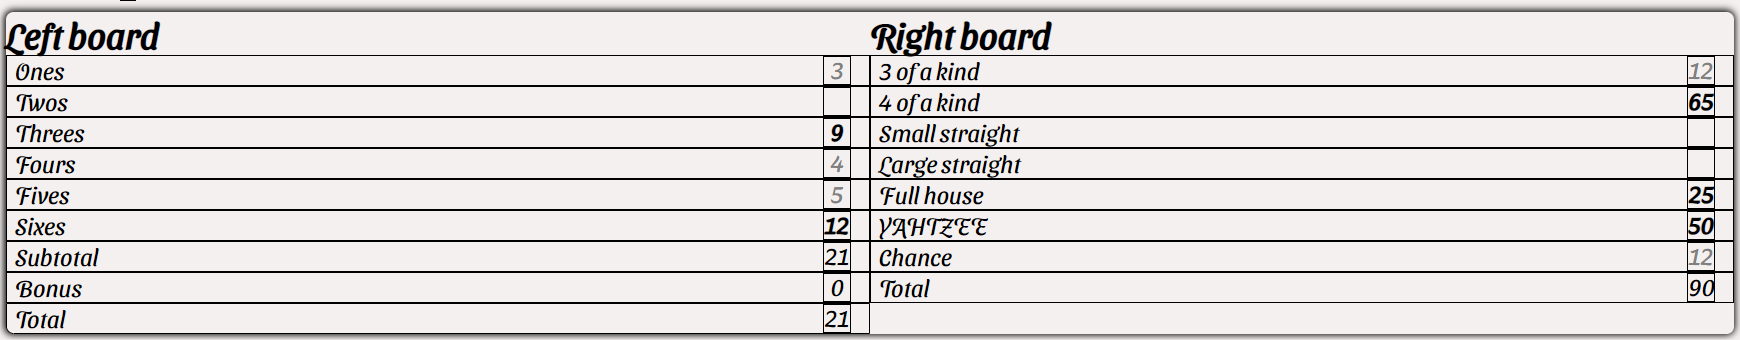 Left board
Ones 3
Twos
Threes 9
Fours 4
Fives 5
Sixes 12
Subtotal 21
Bonus 0
Total 21
Right board
3 of a kind 12
4 of a kind 65
Small straight
Large straight
Full house 25
YAHTZEE 50
Chance 12
Total 90